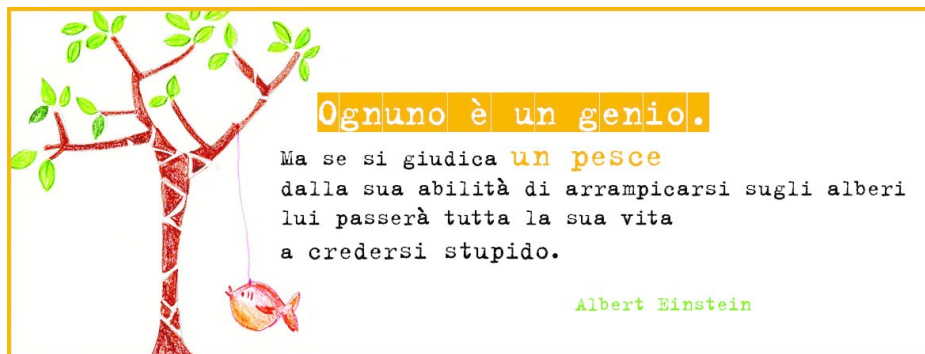 Ognuno è un genio.
Ma se si giudica un pesce
dalla sua abilità di arrampicarsi sugli alberi
lui passerà tutta la sua vita
a credersi stupido.
Albert Einstein